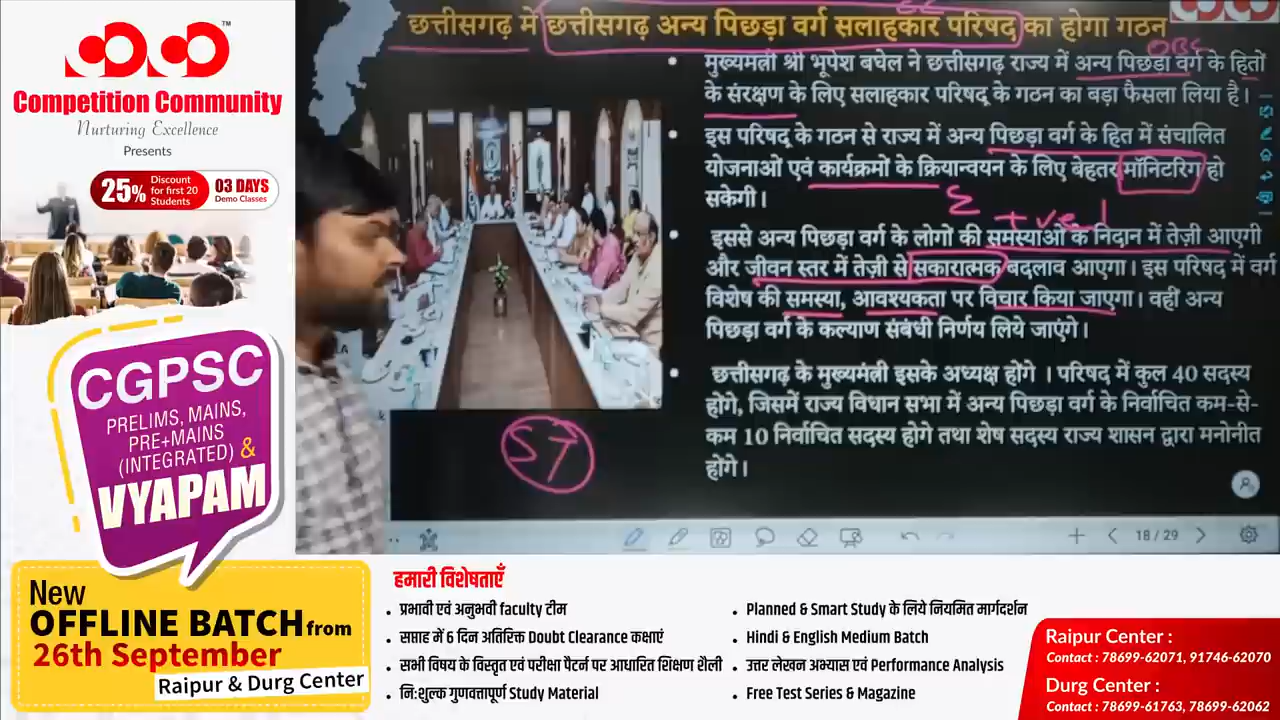 TM
Competition Community
Nurturing Excellence
Presents
25% Discount for first 20 Students
03 DAYS Demo Classes
CGPSC
PRELIMS, MAINS,
PRE+MAINS
(INTEGRATED) &
VYAPAM
New
OFFLINE BATCH from
26th September
Raipur & Durg Center
छत्तीसगढ़ में छत्तीसगढ़ अन्य पिछड़ा वर्ग सलाहकार परिषद का होगा गठन
OBC
• मुख्यमंत्री श्री भूपेश बघेल ने छत्तीसगढ़ राज्य में अन्य पिछड़ा वर्ग के हितों
के संरक्षण के लिए सलाहकार परिषद् के गठन का बड़ा फैसला लिया है।
• इस परिषद् के गठन से राज्य में अन्य पिछड़ा वर्ग के हित में संचालित
योजनाओं एवं कार्यक्रमों के क्रियान्वयन के लिए बेहतर मॉनिटरिंग हो
सकेगी।
+ve
• इससे अन्य पिछड़ा वर्ग के लोगों की समस्याओं के निदान में तेज़ी आएगी
और जीवन स्तर में तेज़ी से सकारात्मक बदलाव आएगा। इस परिषद् में वर्ग
विशेष की समस्या, आवश्यकता पर विचार किया जाएगा। वहीं अन्य
पिछड़ा वर्ग के कल्याण संबंधी निर्णय लिये जाएंगे।
• छत्तीसगढ़ के मुख्यमंत्री इसके अध्यक्ष होंगे । परिषद् में कुल 40 सदस्य
होंगे, जिसमें राज्य विधान सभा में अन्य पिछड़ा वर्ग के निर्वाचित कम-से-
कम 10 निर्वाचित सदस्य होंगे तथा शेष सदस्य राज्य शासन द्वारा मनोनीत
होंगे।
ST
18 / 29
हमारी विशेषताएँ
• प्रभावी एवं अनुभवी faculty टीम
• सप्ताह में 6 दिन अतिरिक्त Doubt Clearance कक्षाएं
• सभी विषय के विस्तृत एवं परीक्षा पैटर्न पर आधारित शिक्षण शैली
• नि:शुल्क गुणवत्तापूर्ण Study Material
• Planned & Smart Study के लिये नियमित मार्गदर्शन
• Hindi & English Medium Batch
• उत्तर लेखन अभ्यास एवं Performance Analysis
• Free Test Series & Magazine
Raipur Center :
Contact : 78699-62071, 91746-62070
Durg Center :
Contact : 78699-61763, 78699-62062